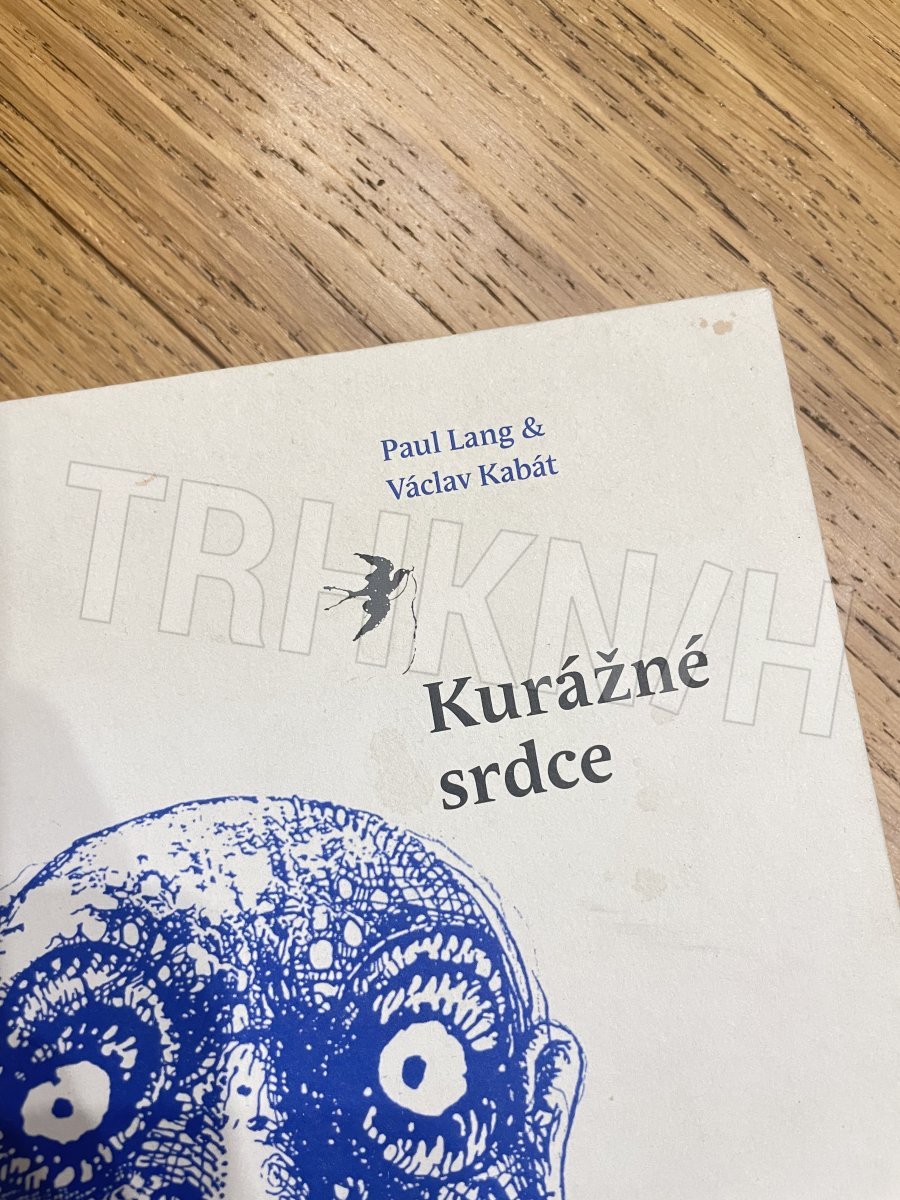 Paul Lang &
Václav Kabát
TRHKNIH
Kurážné
srdce